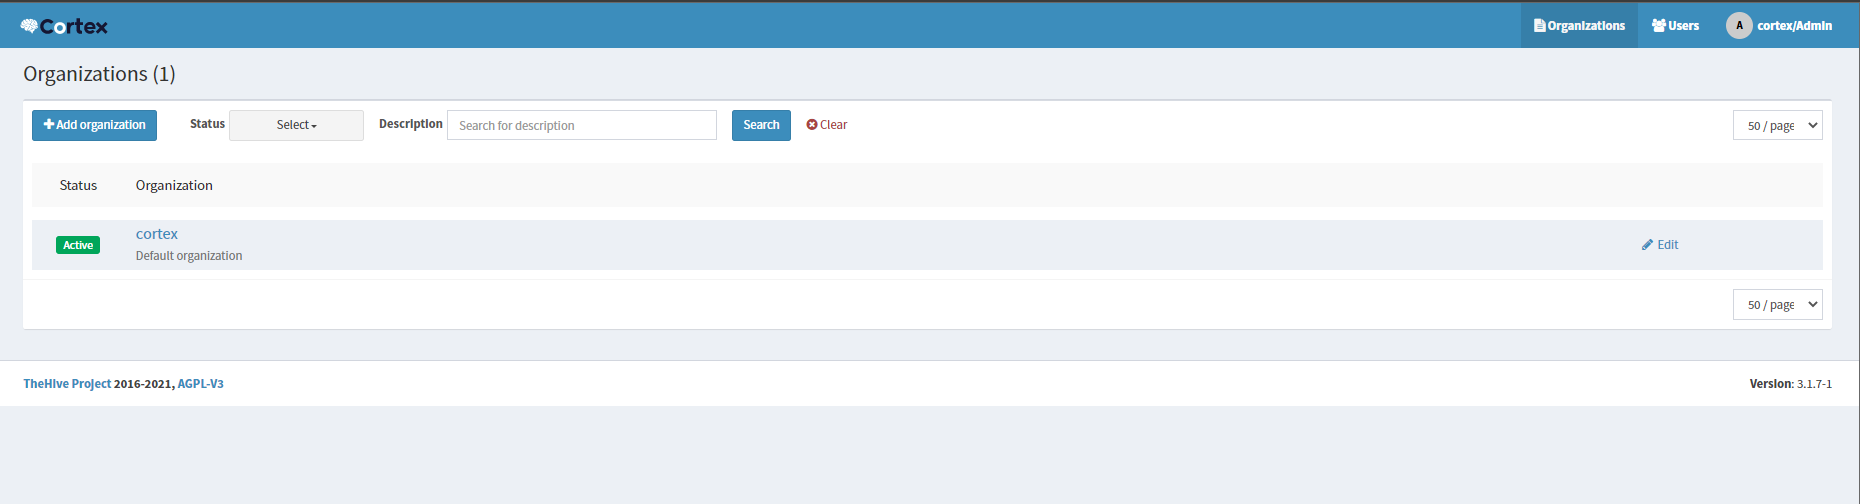 Cortex
Organizations Users A cortex/Admin
Organizations (1)
Add organization Status Select Description Search for description Search Clear 50 / page
Status Organization
Active cortex Edit
Default organization
50 / page
TheHive Project 2016-2021, AGPL-V3 Version: 3.1.7-1